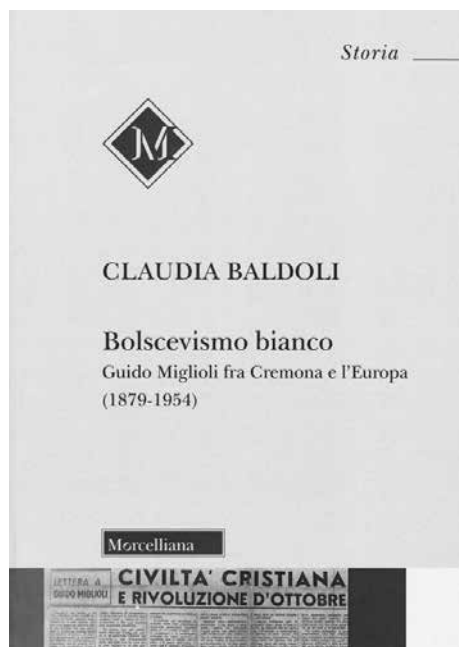 Storia
M
CLAUDIA BALDOLI
Bolscevismo bianco
Guido Miglioli fra Cremona e l'Europa
(1879-1954)
Morcelliana
LETTERA A
GUIDO MIGLIOLI
CIVILTA' CRISTIANA
E RIVOLUZIONE D'OTTOBRE